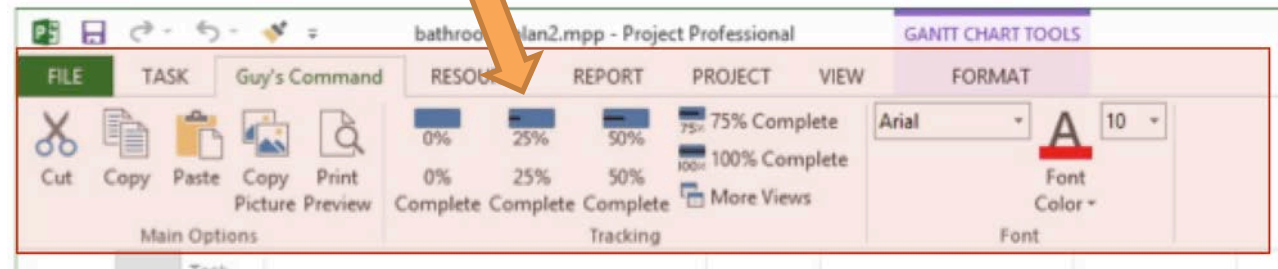 bathroo lan2.mpp - Project Professional GANTT CHART TOOLS
FILE TASK Guy's Command RESOU REPORT PROJECT VIEW FORMAT
0% 25% 50% 75% 75% Complete Arial 10
100% 100% Complete
Cut Copy Paste Copy Picture Print Preview 0% Complete 25% Complete 50% Complete More Views Font Color
Main Options Tracking Font